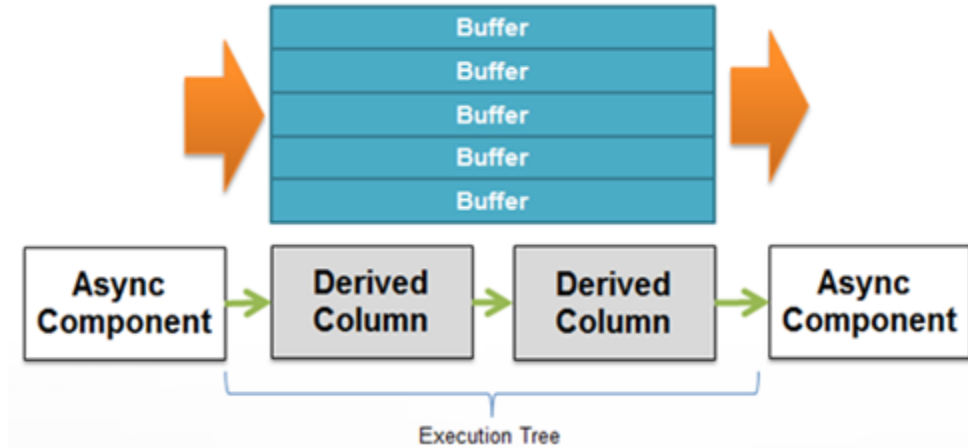 Buffer
Buffer
Buffer
Buffer
Buffer
Async
Component
Derived
Column
Derived
Column
Async
Component
Execution Tree